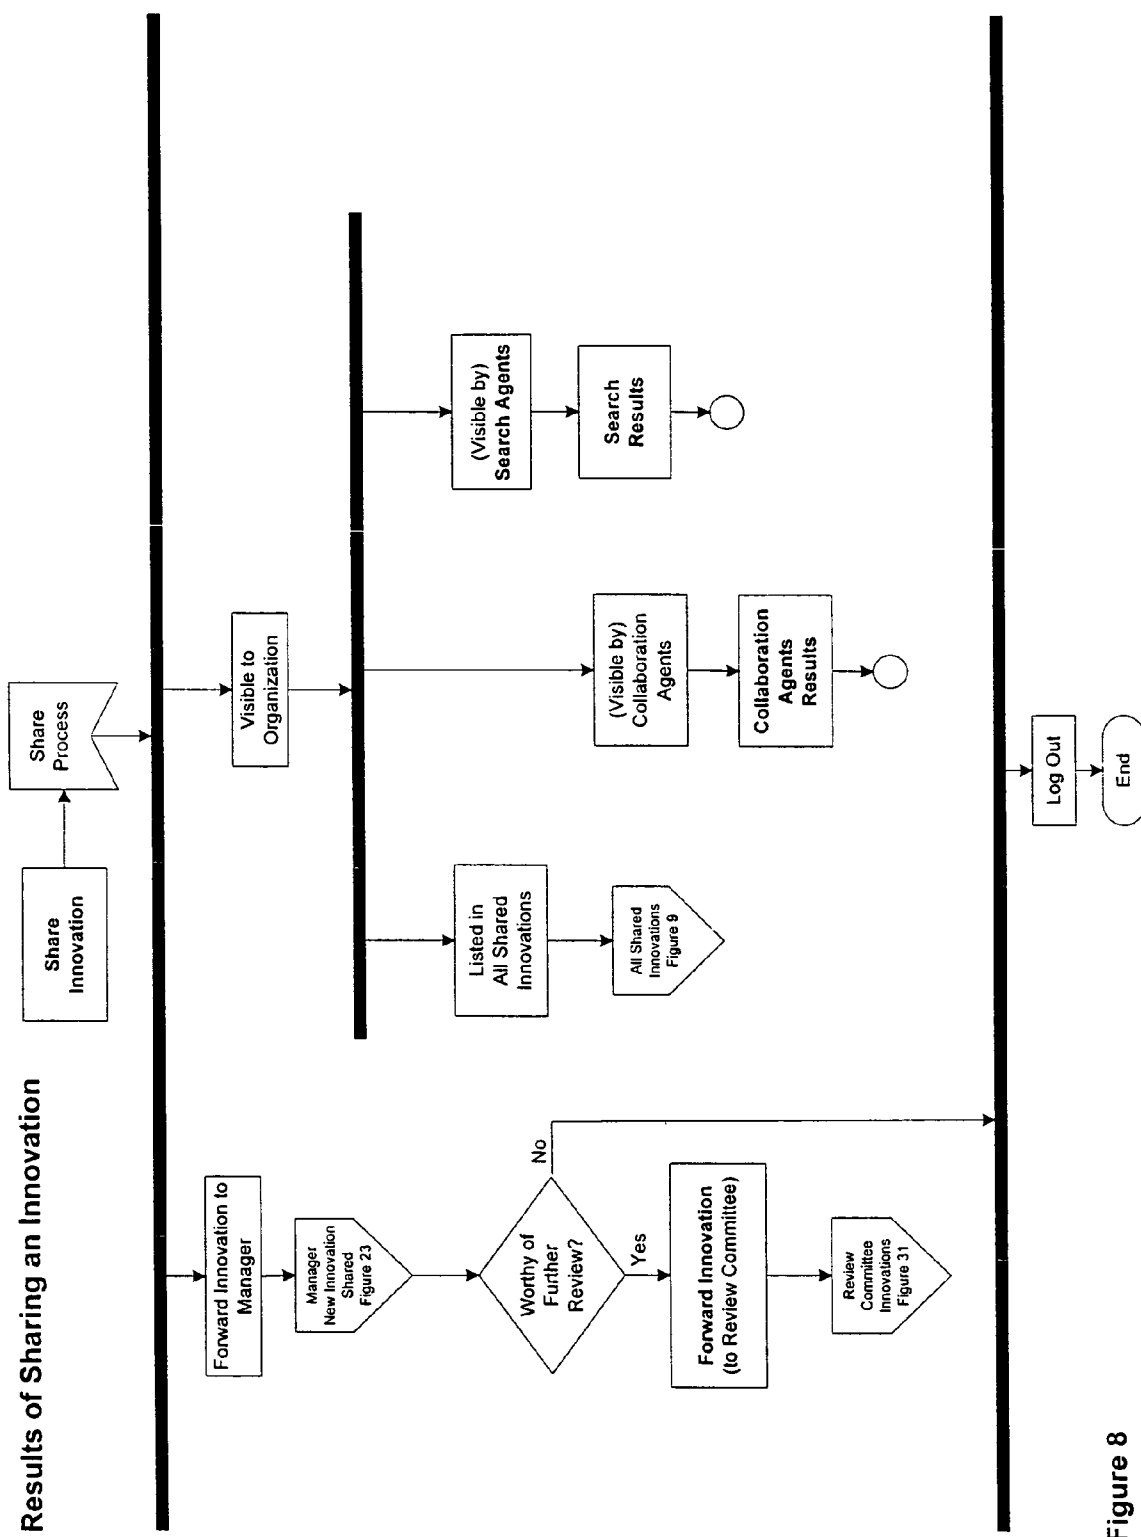 Results of Sharing an Innovation
Share
Innovation
Share
Process
Forward Innovation to
Manager
Manager
New Innovation
Shared
Figure 23
Worthy of
Further
Review?
No
Yes
Forward Innovation
(to Review Committee)
Review
Committee
Innovations
Figure 31
Visible to
Organization
Listed in
All Shared
Innovations
All Shared
Innovations
Figure 9
(Visible by)
Collaboration
Agents
Collaboration
Agents
Results
(Visible by)
Search Agents
Search
Results
Log Out
End
Figure 8